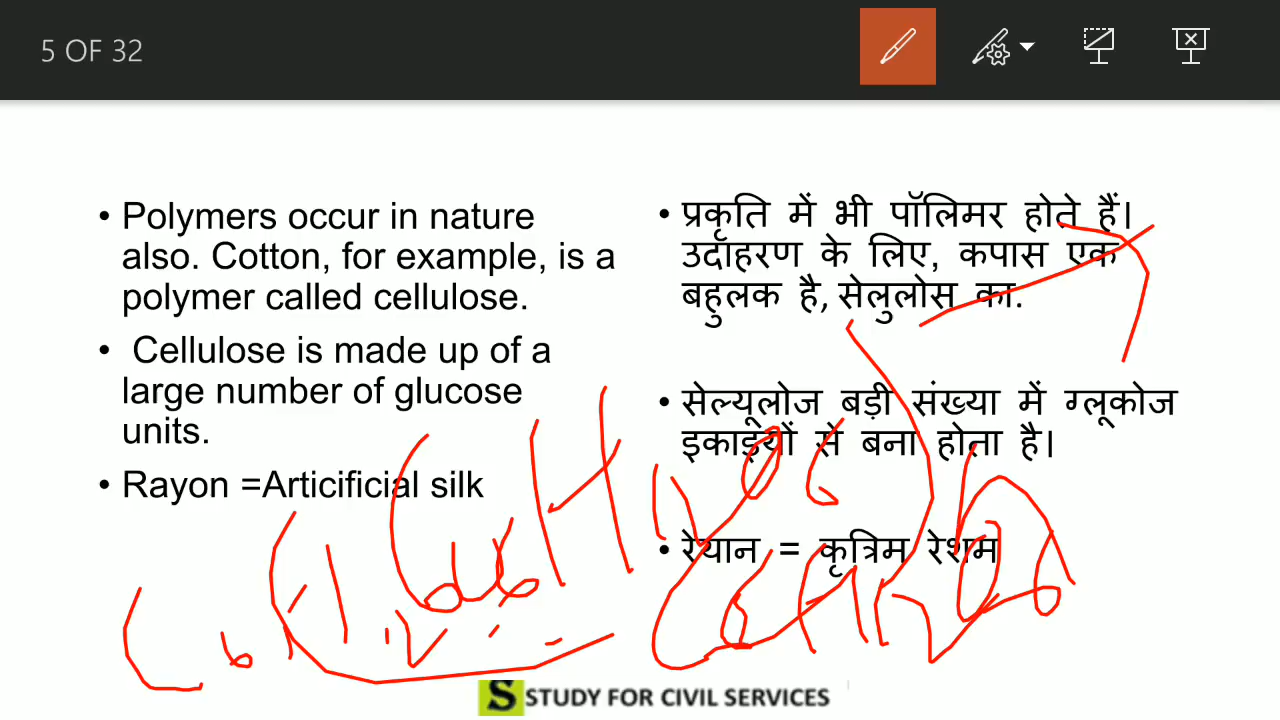 5 OF 32
• Polymers occur in nature
also. Cotton, for example, is a
polymer called cellulose.
• Cellulose is made up of a
large number of glucose
units.
• Rayon =Articificial silk
• प्रकृति में भी पॉलिमर होते हैं।
उदाहरण के लिए, कपास एक
बहुलक है, सेलुलोस का.
• सेल्यूलोज बड़ी संख्या में ग्लूकोज
इकाइयों से बना होता है।
• रेयान = कृत्रिम रेशम
S STUDY FOR CIVIL SERVICES